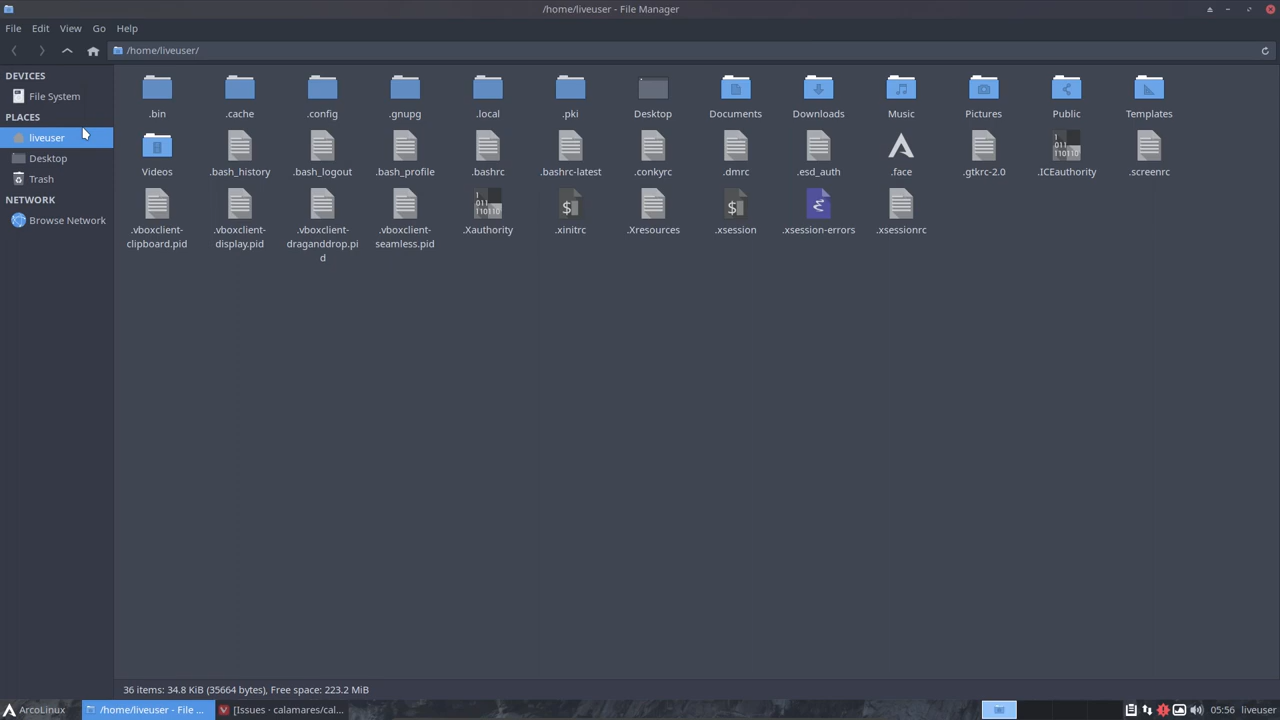 /home/liveuser - File Manager
File Edit View Go Help
/home/liveuser/
DEVICES
File System
PLACES
liveuser
Desktop
Trash
NETWORK
Browse Network
.bin .cache .config .gnupg .local .pki Desktop Documents Downloads Music Pictures Public Templates
Videos .bash_history .bash_logout .bash_profile .bashrc .bashrc-latest .conkyrc .dmrc .esd_auth .face .gtkrc-2.0 .ICEauthority .screenrc
.vboxclient- .vboxclient- .vboxclient- .vboxclient- .Xauthority .xinitrc .Xresources .xsession .xsession-errors .xsessionrc
clipboard.pid display.pid draganddrop.pi seamless.pid
d
36 items: 34.8 KiB (35664 bytes), Free space: 223.2 MiB
ArcoLinux /home/liveuser - File ... [Issues · calamares/cal... 05:56 liveuser